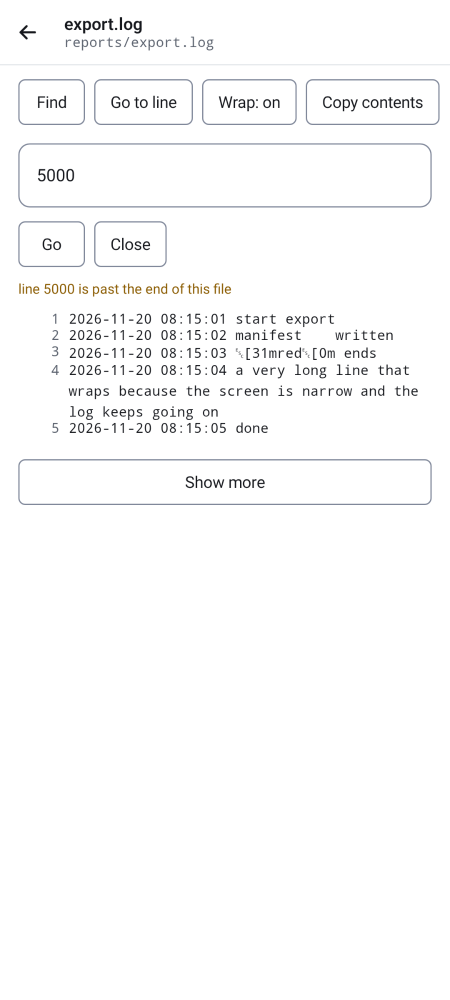 export.log
reports/export.log
Find
Go to line
Wrap: on
Copy contents
5000
Go
Close
line 5000 is past the end of this file
1 2026-11-20 08:15:01 start export
2 2026-11-20 08:15:02 manifest    written
3 2026-11-20 08:15:03 ␛[31mred␛[0m ends
4 2026-11-20 08:15:04 a very long line that
wraps because the screen is narrow and the
log keeps going on
5 2026-11-20 08:15:05 done
Show more